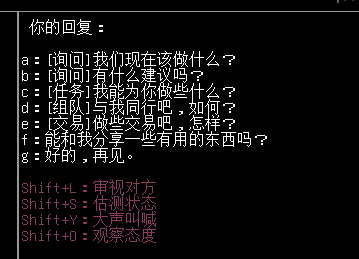 你的回复：
a：[询问]我们现在该做什么？
b：[询问]有什么建议吗？
c：[任务]我能为你做些什么？
d：[组队]与我同行吧，如何？
e：[交易]做些交易吧，怎样？
f：能和我分享一些有用的东西吗？
g：好的，再见。
Shift+L：审视对方
Shift+S：估测状态
Shift+Y：大声叫喊
Shift+O：观察态度